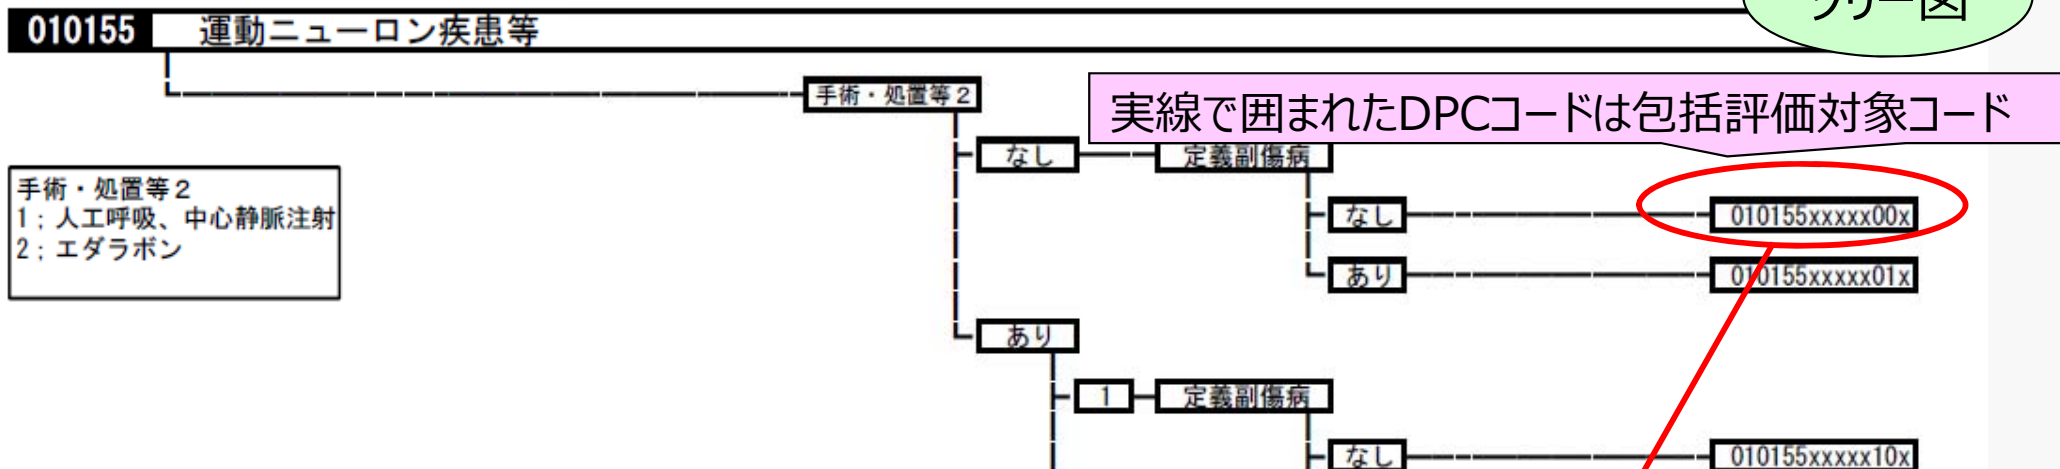 ツリー図
010155 運動ニューロン疾患等
手術・処置等2
実線で囲まれたDPCコードは包括評価対象コード
なし 定義副傷病
手術・処置等2
1;人工呼吸、中心静脈注射
2;エダラボン
なし 010155xxxxx00x
あり 010155xxxxx01x
あり
1 定義副傷病
なし 010155xxxxx10x